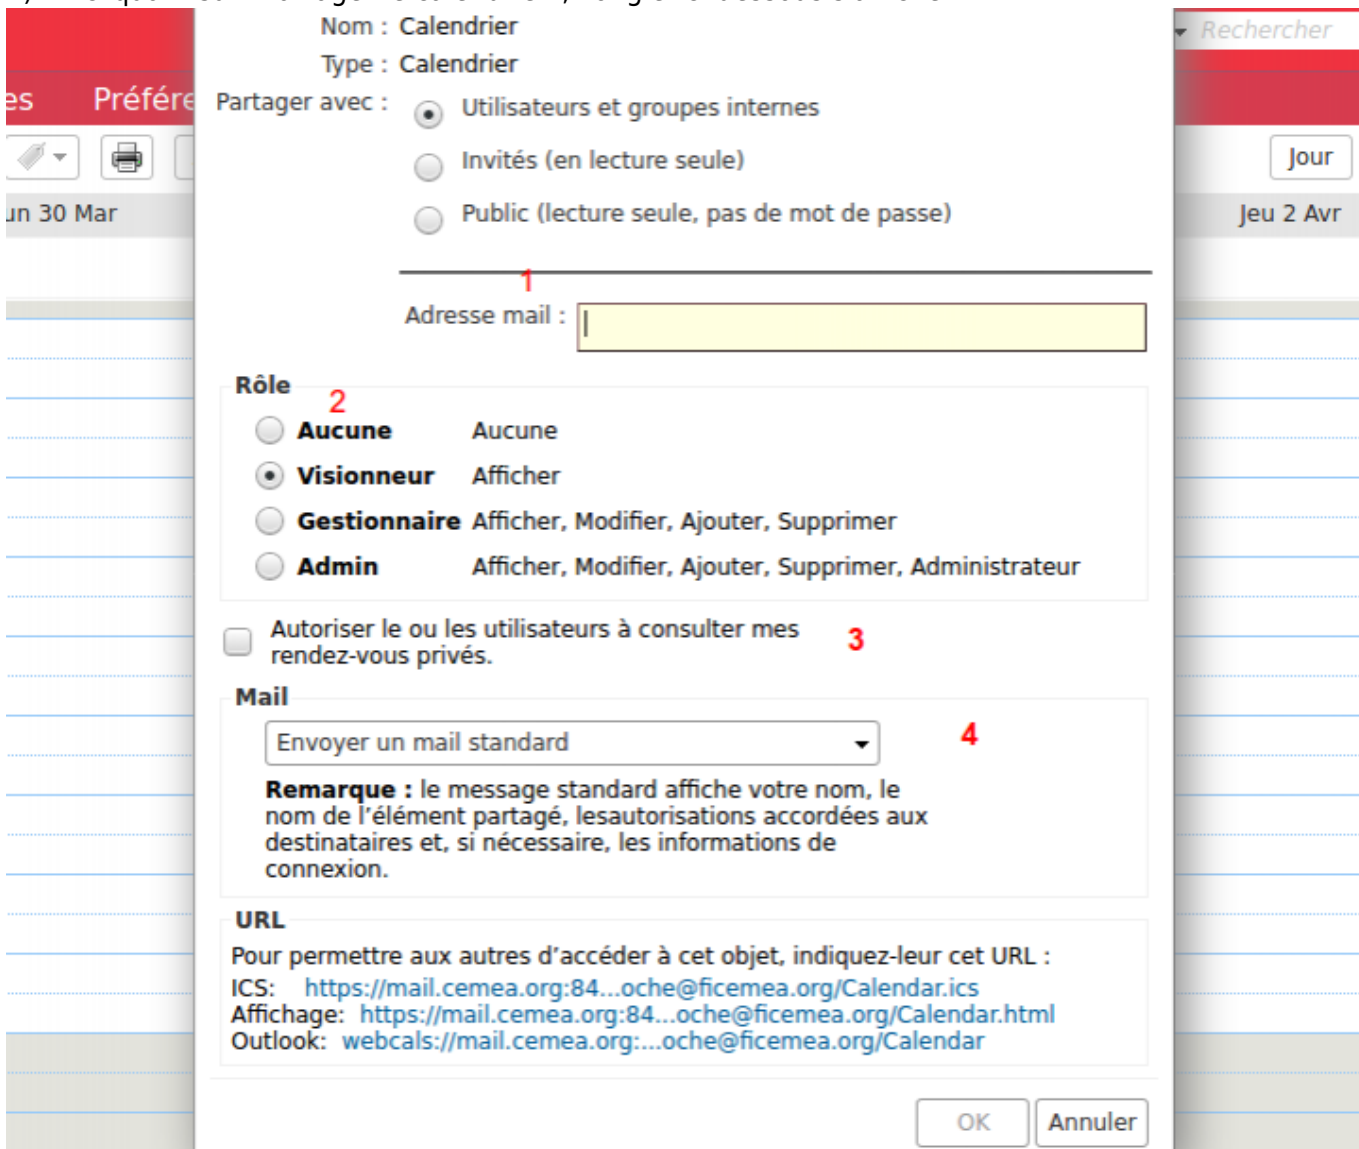 Nom : Calendrier
Rechercher
Type : Calendrier
es Préfére
Partager avec :
Utilisateurs et groupes internes
Invités (en lecture seule)
Jour
Public (lecture seule, pas de mot de passe)
un 30 Mar
Jeu 2 Avr
1
Adresse mail :
Rôle
2
Aucune Aucune
Visionneur Afficher
Gestionnaire Afficher, Modifier, Ajouter, Supprimer
Admin Afficher, Modifier, Ajouter, Supprimer, Administrateur
Autoriser le ou les utilisateurs à consulter mes
rendez-vous privés.
3
Mail
Envoyer un mail standard
4
Remarque : le message standard affiche votre nom, le
nom de l’élément partagé, lesautorisations accordées aux
destinataires et, si nécessaire, les informations de
connexion.
URL
Pour permettre aux autres d’accéder à cet objet, indiquez-leur cet URL :
ICS: https://mail.cemea.org:84...oche@ficemea.org/Calendar.ics
Affichage: https://mail.cemea.org:84...oche@ficemea.org/Calendar.html
Outlook: webcals://mail.cemea.org:...oche@ficemea.org/Calendar
OK Annuler